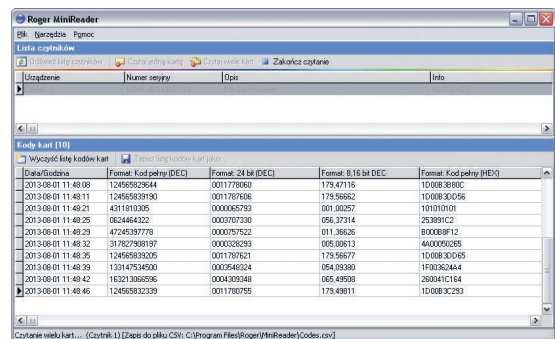 Roger MiniReader
Plik Narzędzia Pomoc
Lista czytników
Odśwież listę czytników Czytaj jedną kartę Czytaj wiele kart Zakończ czytanie
Urządzenie Numer seryjny Opis Info
Kody kart [10]
Wyczyść listę kodów kart Zapisz listę kodów kart jako...
Data/Godzina Format: Kod pełny (DEC) Format: 24 bit (DEC) Format: 8,16 bit DEC Format: Kod pełny (HEX)
2013-08-01 11:48:08 124565829644 0011778060 179,47116 1D00B3B80C
2013-08-01 11:48:11 124565839190 0011787606 179,56662 1D00B3DD56
2013-08-01 11:48:21 4311810305 0000065793 001,00257 101010101
2013-08-01 11:48:25 0624464322 0003707330 056,37314 253891C2
2013-08-01 11:48:29 47245397778 0000757522 011,36626 B000B8F12
2013-08-01 11:48:32 317827908197 0000328293 005,00613 4A00050265
2013-08-01 11:48:35 124565839205 0011787621 179,56677 1D00B3DD65
2013-08-01 11:48:39 133147534500 0003548324 054,09380 1F003624A4
2013-08-01 11:48:42 163213066596 0004309348 065,49508 260041C164
2013-08-01 11:48:46 124565832339 0011780755 179,49811 1D00B3C293
Czytanie wielu kart... (Czytnik 1) [Zapis do pliku CSV: C:\Program Files\Roger\MiniReader\Codes.csv]